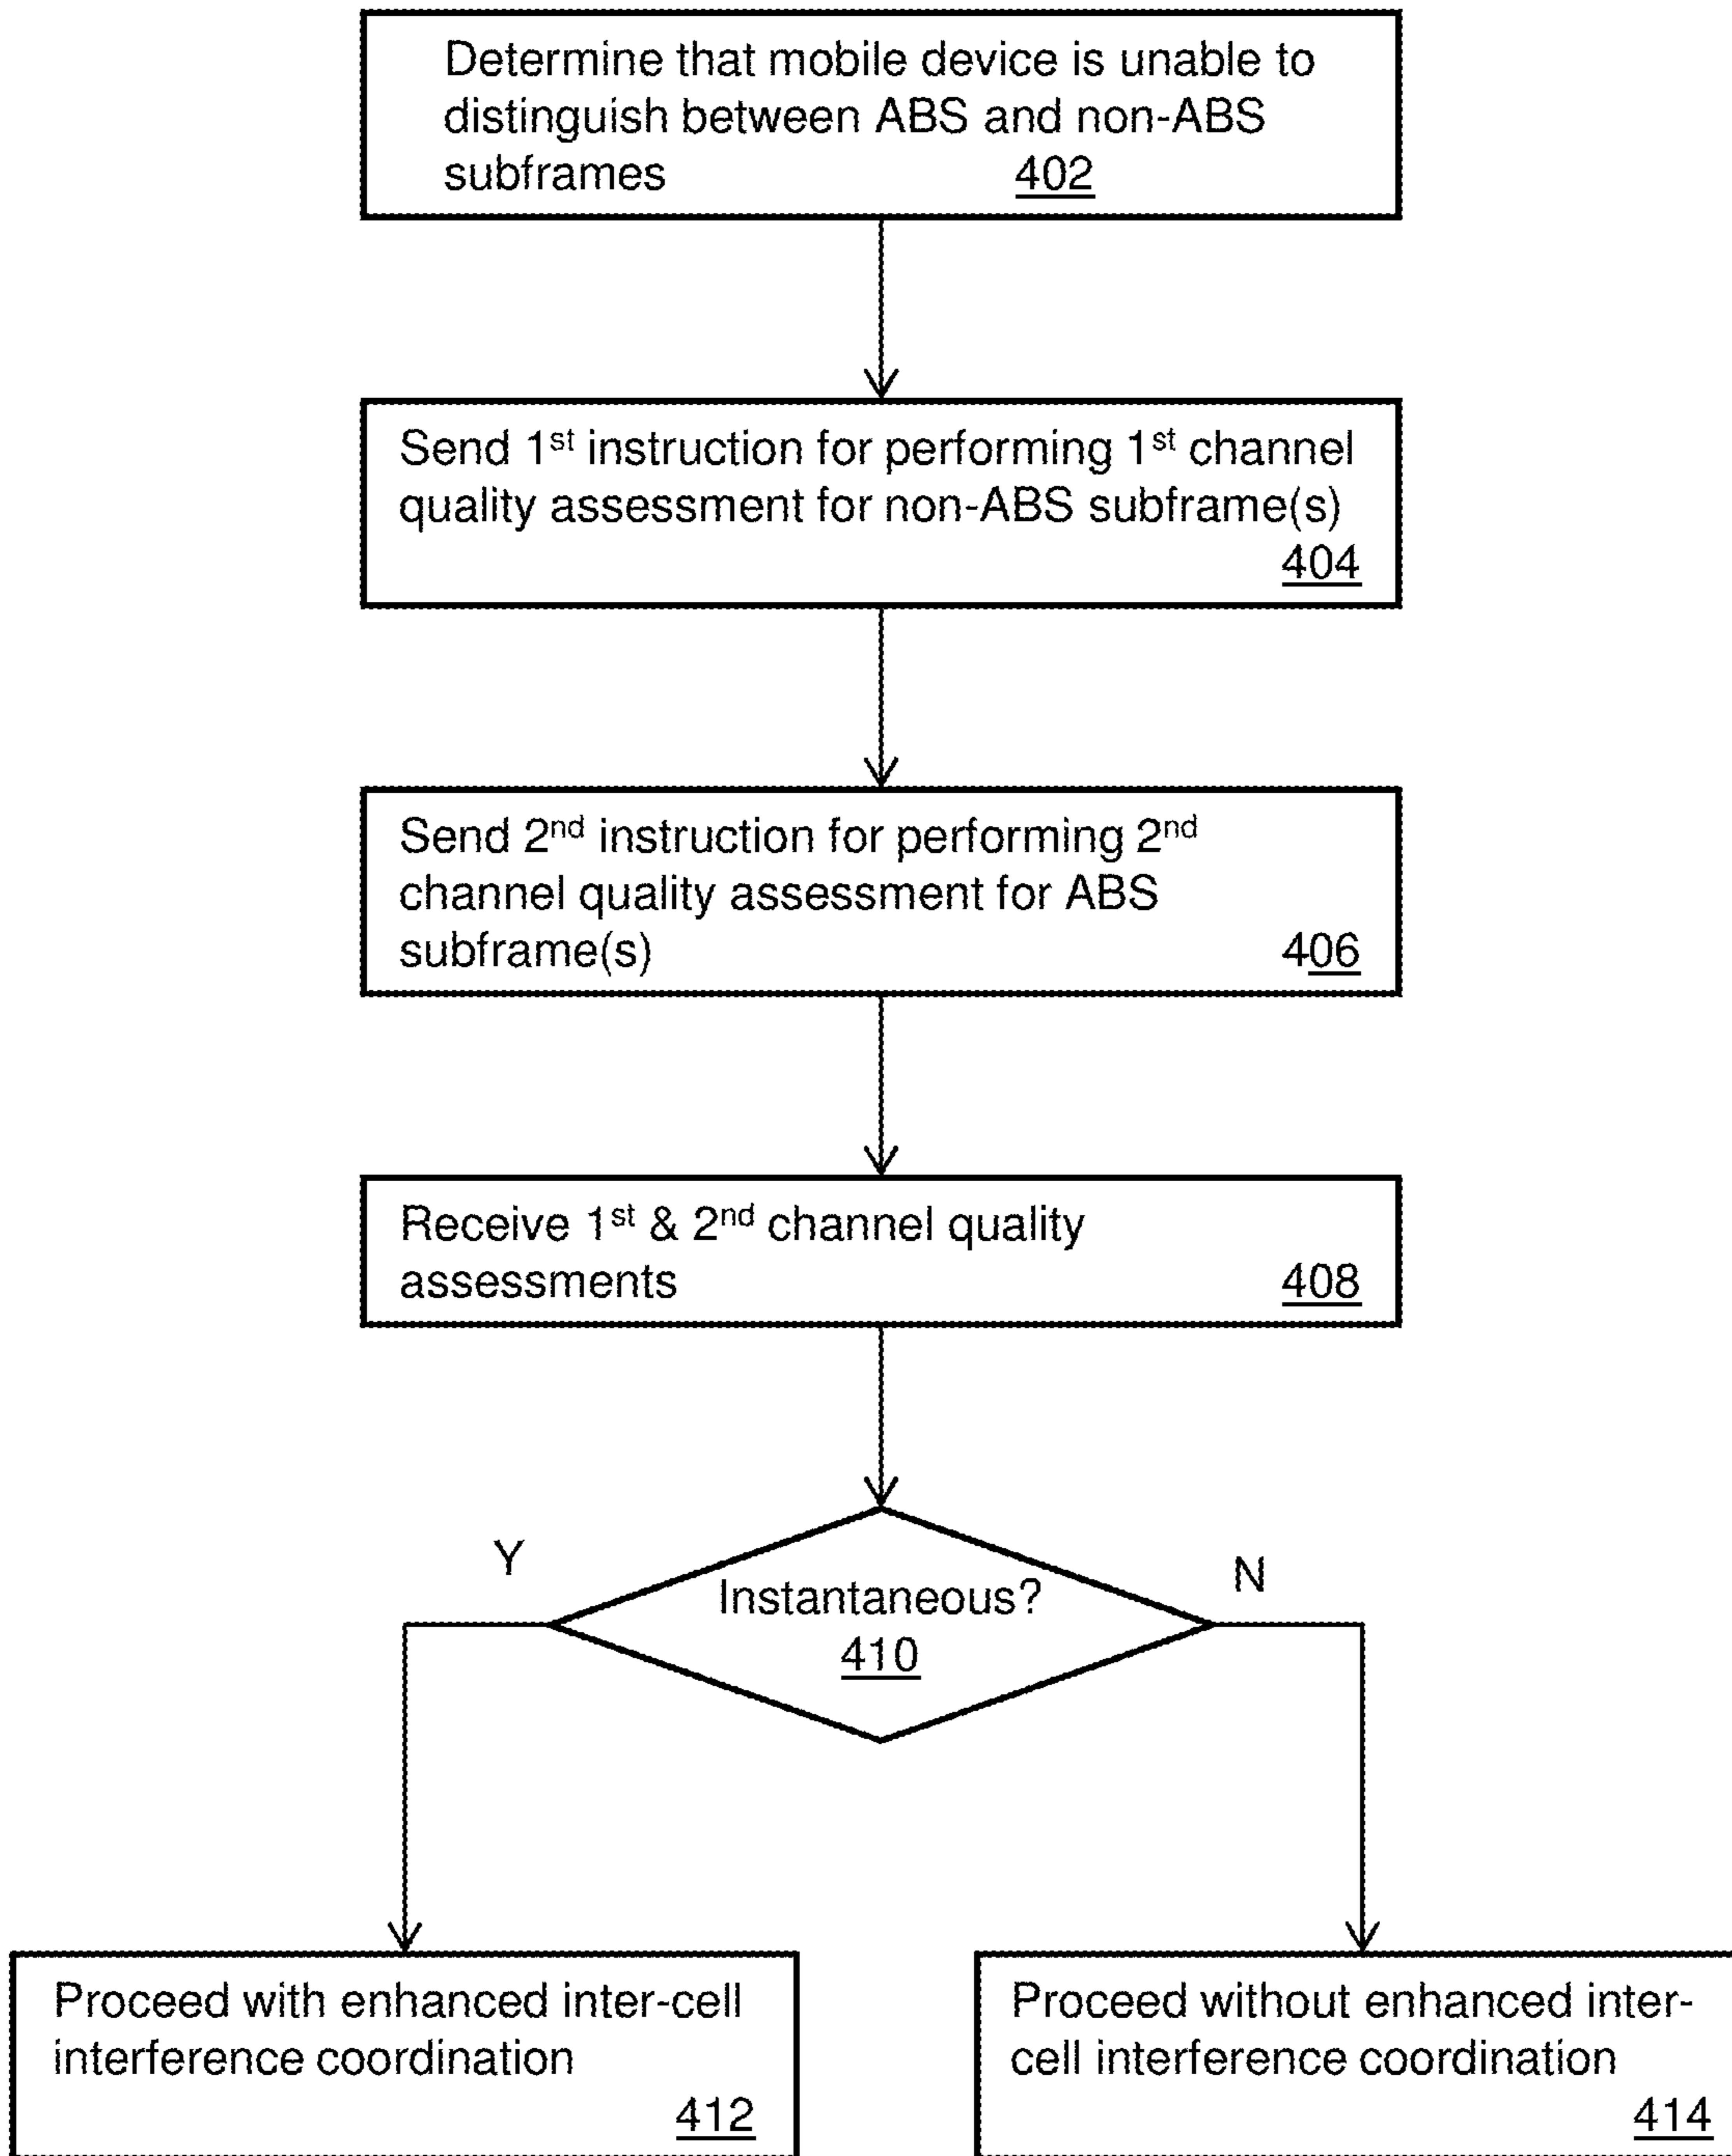 Determine that mobile device is unable to
distinguish between ABS and non-ABS
subframes 402
Send 1st instruction for performing 1st channel
quality assessment for non-ABS subframe(s)
404
Send 2nd instruction for performing 2nd
channel quality assessment for ABS
subframe(s) 406
Receive 1st & 2nd channel quality
assessments 408
Y
N
Instantaneous?
410
Proceed with enhanced inter-cell
interference coordination
412
Proceed without enhanced inter-
cell interference coordination
414